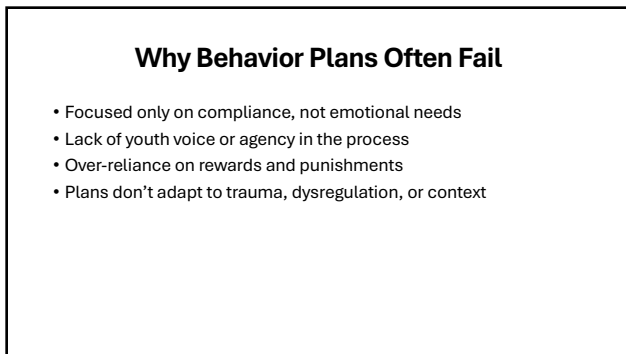 Why Behavior Plans Often Fail
• Focused only on compliance, not emotional needs
• Lack of youth voice or agency in the process
• Over-reliance on rewards and punishments
• Plans don’t adapt to trauma, dysregulation, or context